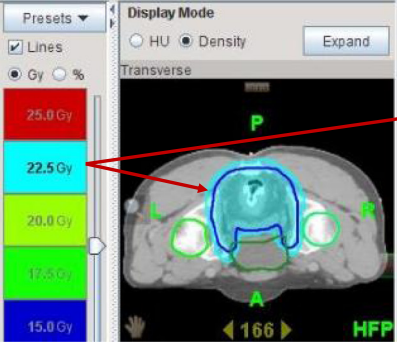 Presets
Lines
Gy %
25.0 Gy
22.5 Gy
20.0 Gy
17.5 Gy
15.0 Gy
Display Mode
HU Density
Expand
Transverse
P
L
R
A
166
HFP